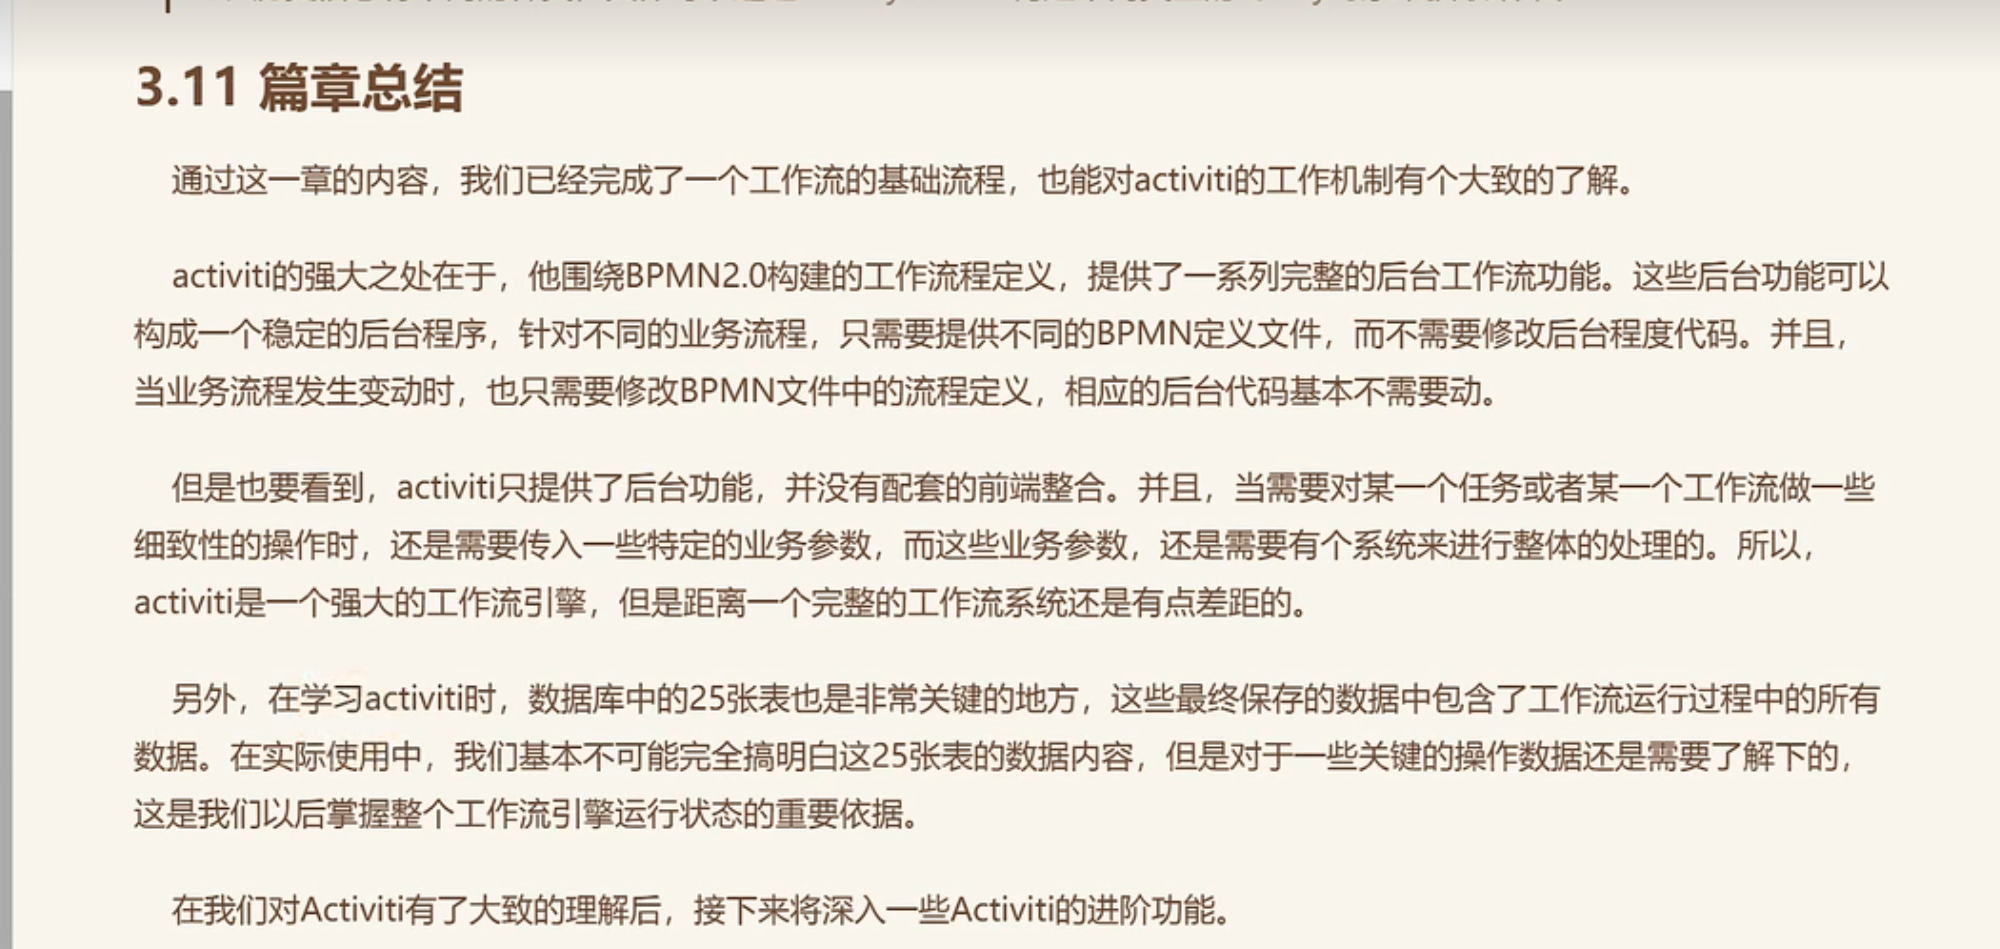 3.11 篇章总结
通过这一章的内容，我们已经完成了一个工作流的基础流程，也能对activiti的工作机制有个大致的了解。
activiti的强大之处在于，他围绕BPMN2.0构建的工作流程定义，提供了一系列完整的后台工作流功能。这些后台功能可以
构成一个稳定的后台程序，针对不同的业务流程，只需要提供不同的BPMN定义文件，而不需要修改后台程度代码。并且，
当业务流程发生变动时，也只需要修改BPMN文件中的流程定义，相应的后台代码基本不需要动。
但是也要看到，activiti只提供了后台功能，并没有配套的前端整合。并且，当需要对某一个任务或者某一个工作流做一些
细致性的操作时，还是需要传入一些特定的业务参数，而这些业务参数，还是需要有个系统来进行整体的处理的。所以，
activiti是一个强大的工作流引擎，但是距离一个完整的工作流系统还是有点差距的。
另外，在学习activiti时，数据库中的25张表也是非常关键的地方，这些最终保存的数据中包含了工作流运行过程中的所有
数据。在实际使用中，我们基本不可能完全搞明白这25张表的数据内容，但是对于一些关键的操作数据还是需要了解下的，
这是我们以后掌握整个工作流引擎运行状态的重要依据。
在我们对Activiti有了大致的理解后，接下来将深入一些Activiti的进阶功能。